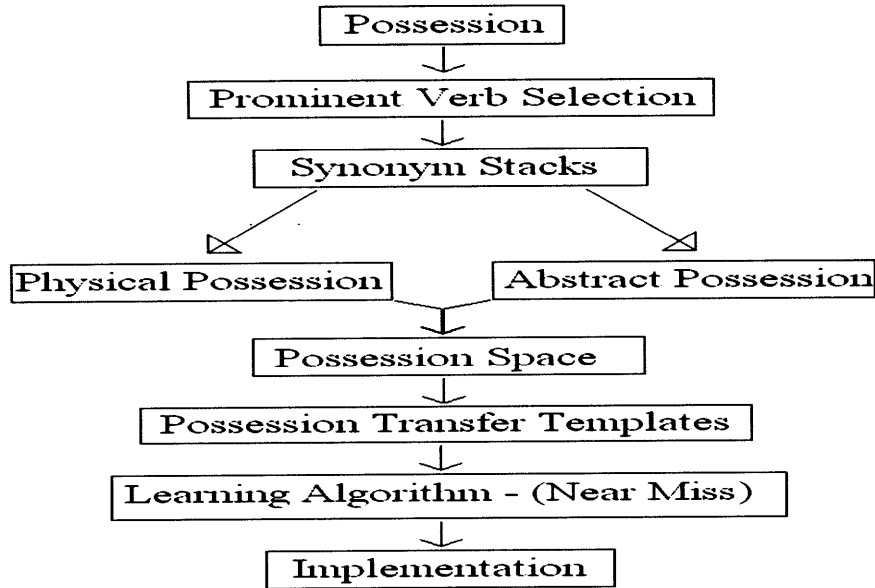 Possession
Prominent Verb Selection
Synonym Stacks
Physical Possession
Abstract Possession
Possession Space
Possession Transfer Templates
Learning Algorithm - (Near Miss)
Implementation